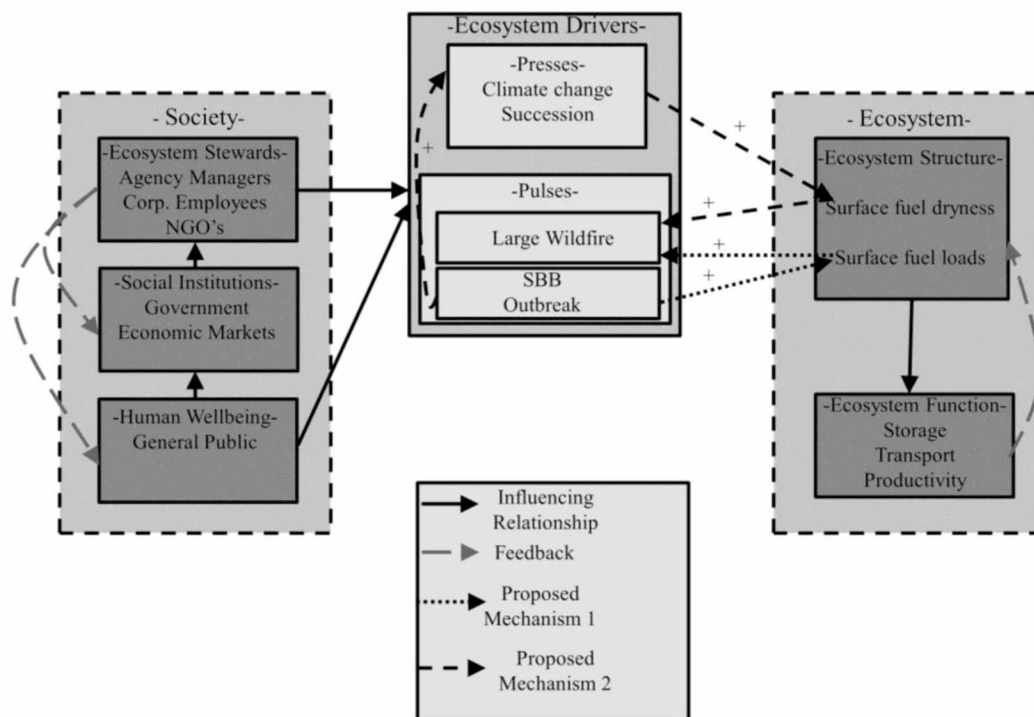 -Ecosystem Drivers-
-Presses-
Climate change
Succession
+
+
-Pulses-
Large Wildfire
SBB
Outbreak
+
+
+
- Society-
-Ecosystem Stewards-
Agency Managers
Corp. Employees
NGO's
-Social Institutions-
Government
Economic Markets
-Human Wellbeing-
General Public
- Ecosystem-
-Ecosystem Structure-
Surface fuel dryness
Surface fuel loads
-Ecosystem Function-
Storage
Transport
Productivity
Influencing
Relationship
Feedback
Proposed
Mechanism 1
Proposed
Mechanism 2